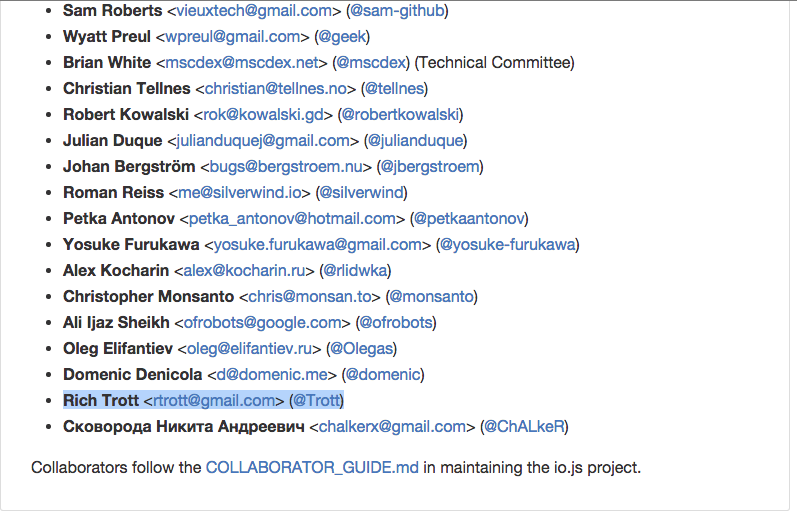 • Sam Roberts <vieuxtech@gmail.com> (@sam-github)
• Wyatt Preul <wpreul@gmail.com> (@geek)
• Brian White <mscdex@mscdex.net> (@mscdex) (Technical Committee)
• Christian Tellnes <christian@tellnes.no> (@tellnes)
• Robert Kowalski <rok@kowalski.gd> (@robertkowalski)
• Julian Duque <julianduquej@gmail.com> (@julianduque)
• Johan Bergström <bugs@bergstroem.nu> (@jbergstroem)
• Roman Reiss <me@silverwind.io> (@silverwind)
• Petka Antonov <petka_antonov@hotmail.com> (@petkaantonov)
• Yosuke Furukawa <yosuke.furukawa@gmail.com> (@yosuke-furukawa)
• Alex Kocharin <alex@kocharin.ru> (@rlidwka)
• Christopher Monsanto <chris@monsan.to> (@monsanto)
• Ali Ijaz Sheikh <ofrobots@google.com> (@ofrobots)
• Oleg Elifantiev <oleg@elifantiev.ru> (@Olegas)
• Domenic Denicola <d@domenic.me> (@domenic)
• Rich Trott <rtrott@gmail.com> (@Trott)
• Сковорода Никита Андреевич <chalkerx@gmail.com> (@ChALkeR)
Collaborators follow the COLLABORATOR_GUIDE.md in maintaining the io.js project.